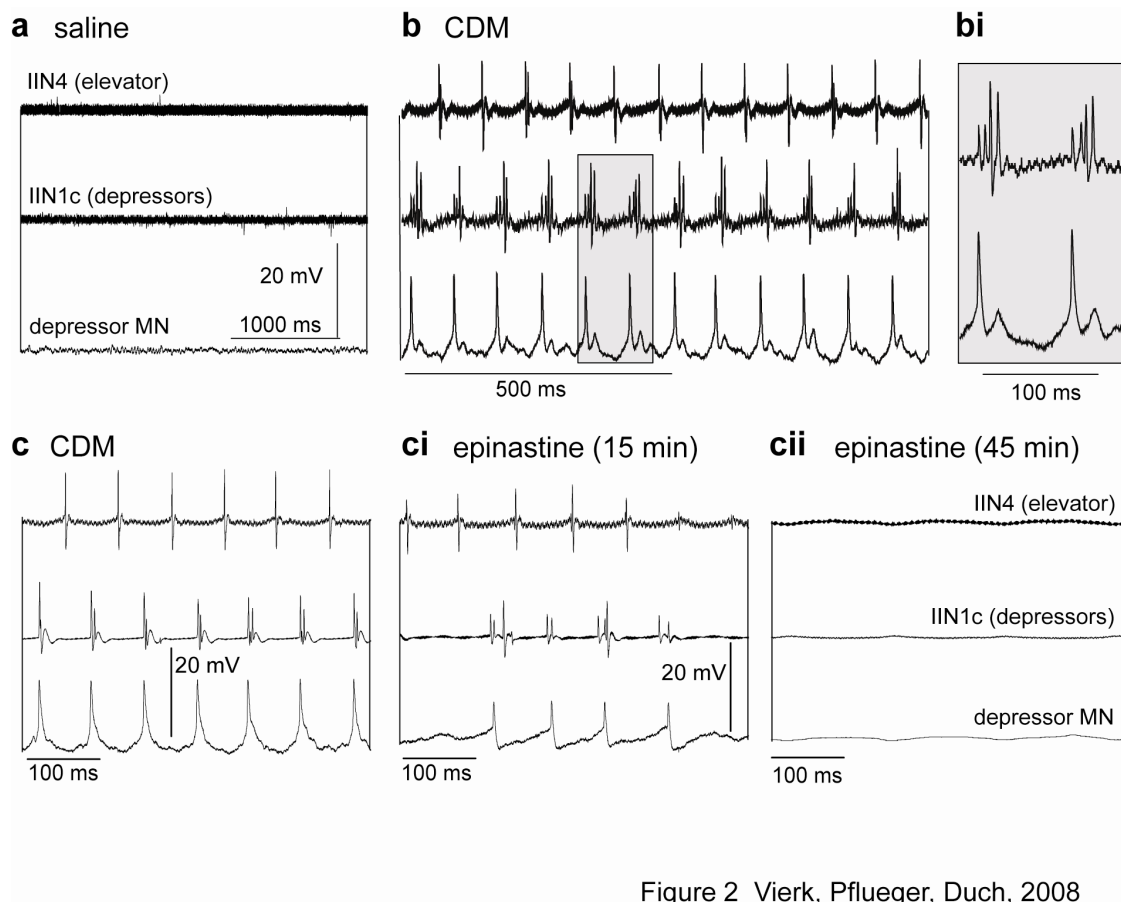 a saline
IIN4 (elevator)
IIN1c (depressors)
20 mV
1000 ms
depressor MN
b CDM
500 ms
bi
100 ms
c CDM
20 mV
100 ms
ci epinastine (15 min)
20 mV
100 ms
cii epinastine (45 min)
IIN4 (elevator)
IIN1c (depressors)
depressor MN
100 ms
Figure 2 Vierk, Pflueger, Duch, 2008